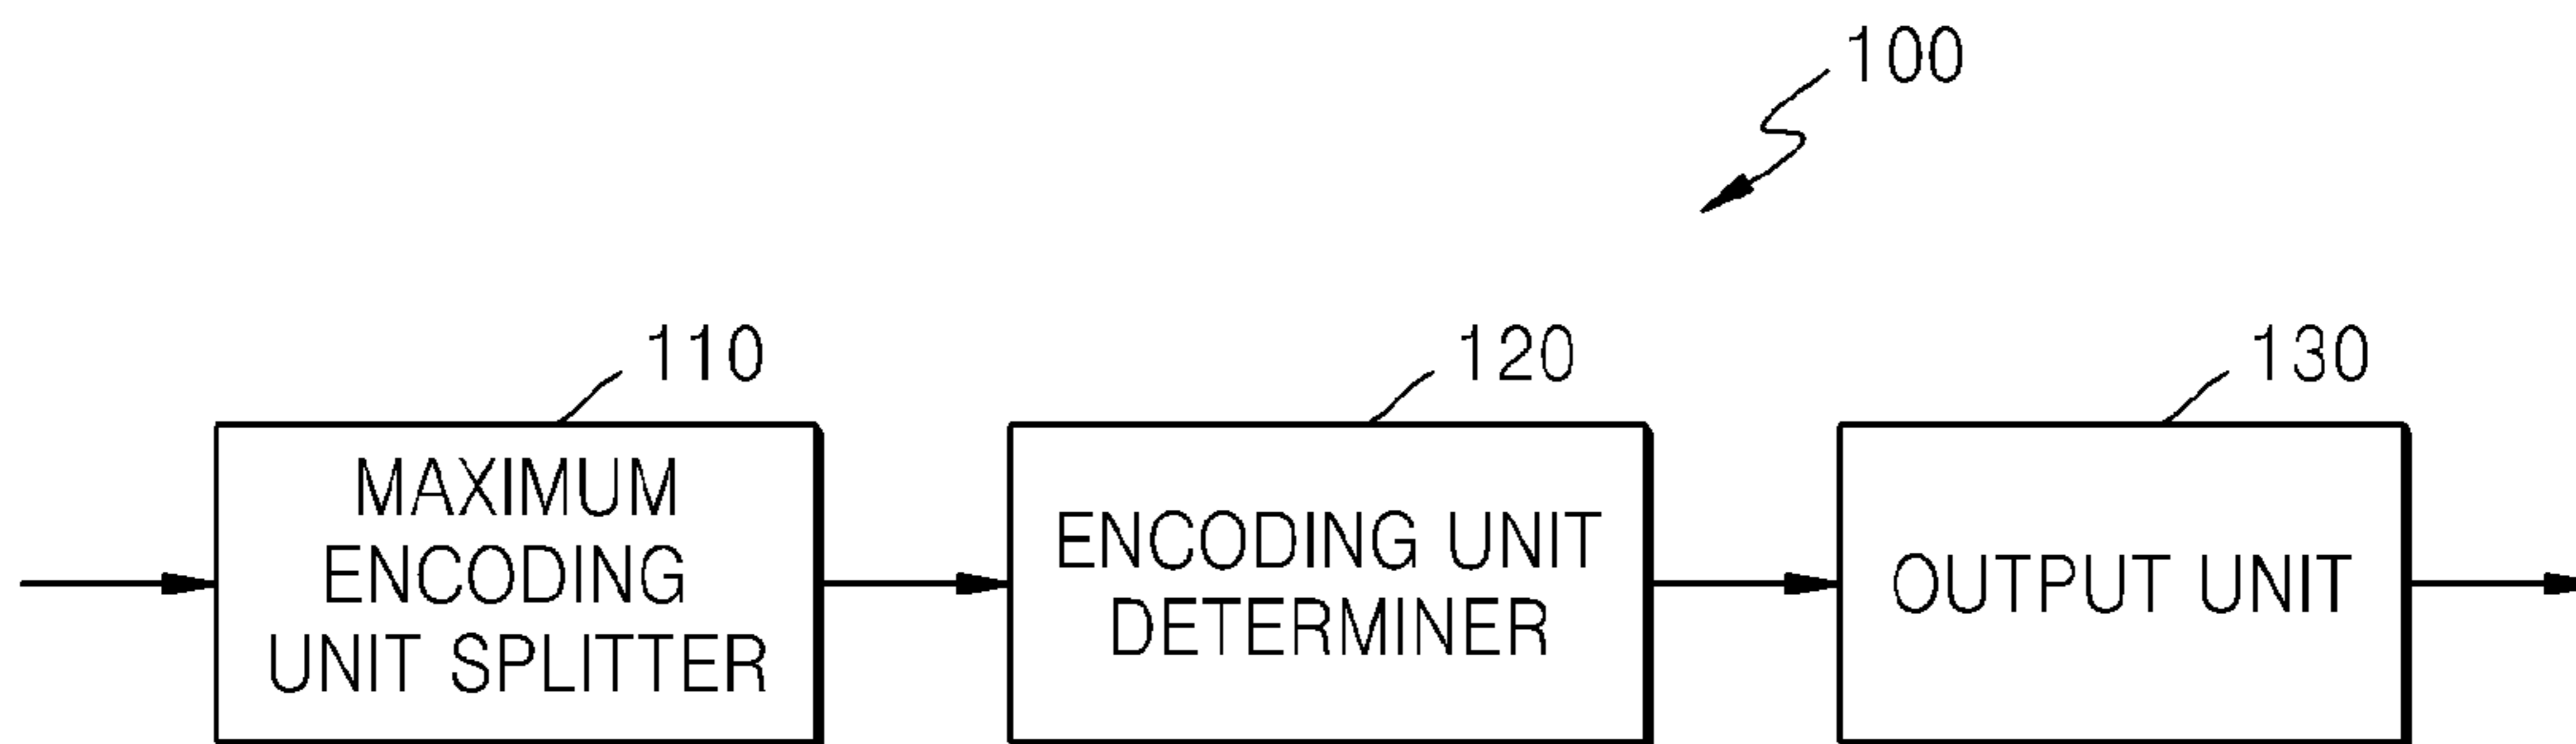 100
110
120
130
MAXIMUM
ENCODING
UNIT SPLITTER
ENCODING UNIT
DETERMINER
OUTPUT UNIT